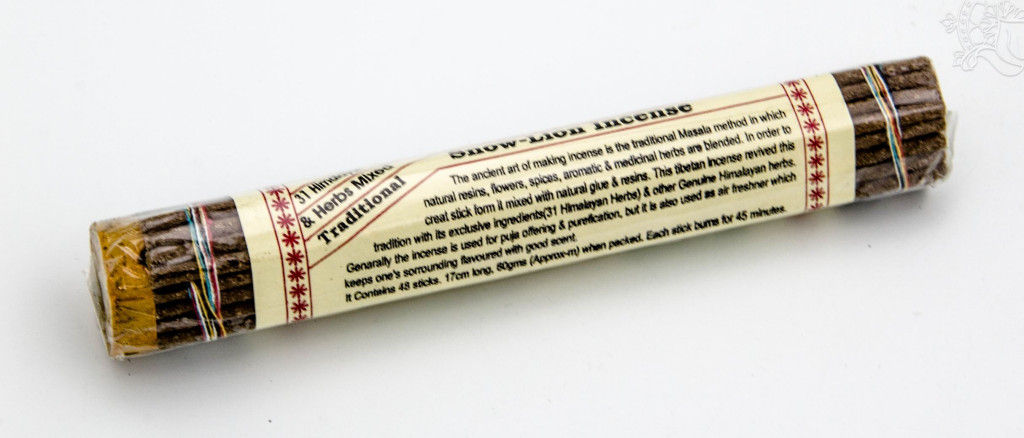 Snow-Lion Incense
31
& Herbs Mixed
Traditional
The ancient art of making incense is the traditional Masala method in which
natural resins, flowers, spices, aromatic & medicinal herbs are blended. In order to
creat stick form it mixed with natural glue & resins. This tibetan incense revived this
tradition with its exclusive ingredients(31 Himalayan Herbs) & other Genuine Himalayan herbs.
Genarally the incense is used for puja offering & purefication, but it is also used as air freshner which
keeps one's sorrounding flavoured with good scent.
It Contains 48 sticks. 17cm long, 60gms (Approx-m) when packed. Each stick burns for 45 minutes.